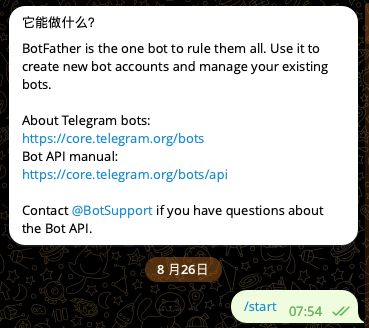 它能做什么?
BotFather is the one bot to rule them all. Use it to
create new bot accounts and manage your existing
bots.
About Telegram bots:
https://core.telegram.org/bots
Bot API manual:
https://core.telegram.org/bots/api
Contact @BotSupport if you have questions about
the Bot API.
8 月26日
/start 07:54